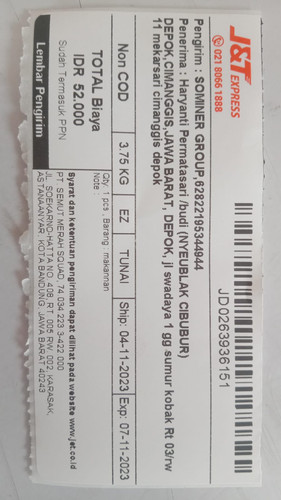 J&T EXPRESS
021 8066 1888
JD0263936151
Pengirim : SOMINER GROUP,62822195344944
Penerima : Haryanti Permatasari /budi (NYEUBLAK CIBUBUR)
DEPOK,CIMANGGIS,JAWA BARAT, DEPOK, jl swadaya 1 gg sumur kobak Rt 03/rw
11 mekarsari cimanggis depok
Non COD
3.75 KG
EZ
TUNAI
Ship: 04-11-2023
Exp: 07-11-2023
Qty: 1 pcs , Barang : makannan
Note :
TOTAL Biaya
IDR 52.000
Sudah Termasuk PPN
Syarat dan ketentuan pengiriman dapat dilihat pada website www.jet.co.id
PT. SEMUT MERAH SQUAD, 74.034.223.3-422.000
JL. SOEKARNO-HATTA NO. 408, RT 005 RW 002, KARASAK,
ASTANAANYAR, KOTA BANDUNG, JAWA BARAT 40243
Lembar Pengirim